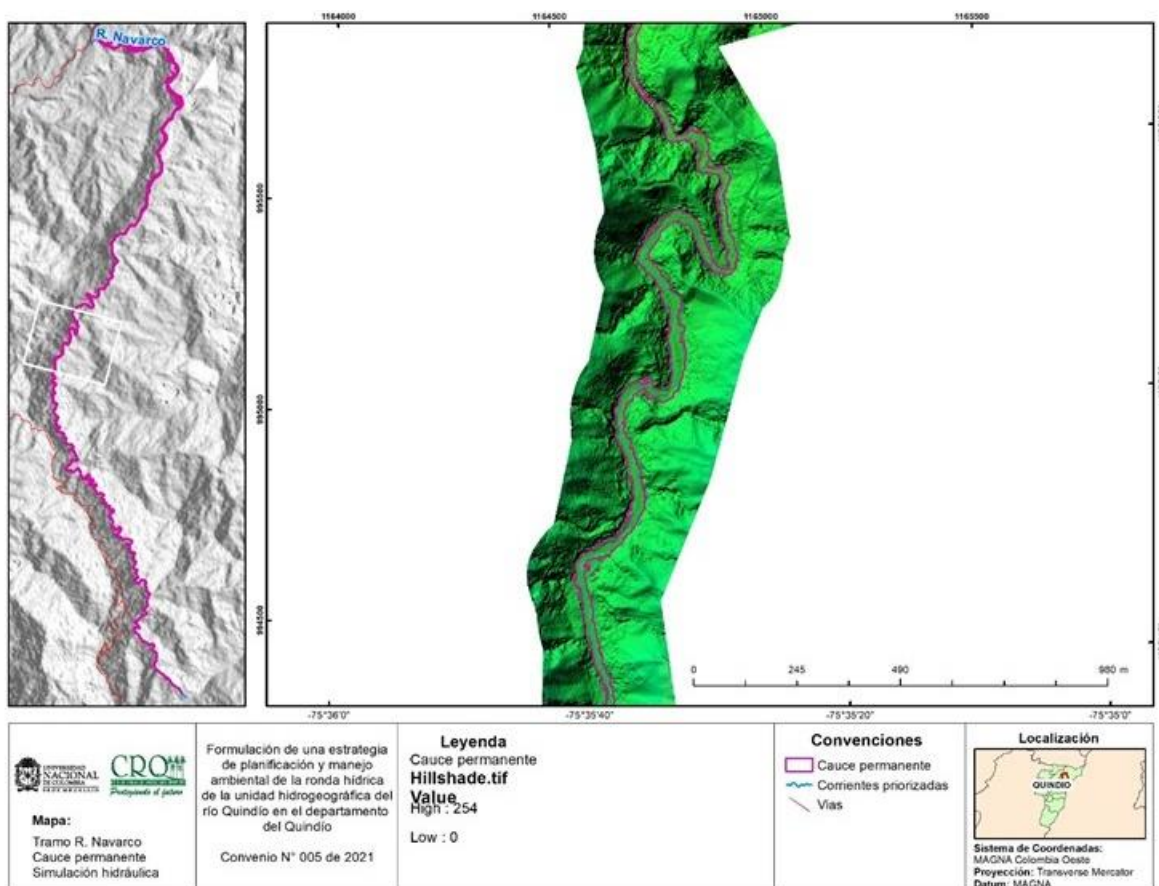 R. Navarco
1164000
1164500
1165000
1165500
995500
995000
994500
0
245
490
980 m
-75°36'0"
-75°35'40"
-75°35'20"
-75°35'0"
UNIVERSIDAD
NACIONAL
DE COLOMBIA
CRQ
Protegiendo el futuro
Mapa:
Tramo R. Navarco
Cauce permanente
Simulación hidráulica
Formulación de una estrategia
de planificación y manejo
ambiental de la ronda hídrica
de la unidad hidrogeográfica del
río Quindío en el departamento
del Quindío
Convenio N° 005 de 2021
Leyenda
Cauce permanente
Hillshade.tif
Value
High : 254
Low : 0
Convenciones
Cauce permanente
Corrientes priorizadas
Vias
Localización
QUINDIO
Sistema de Coordenadas:
MAGNA Colombia Oeste
Proyección: Transverse Mercator
Datum: MAGNA